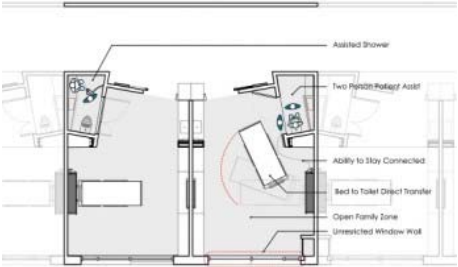 Assisted Shower
Two Person Patient Assist
Ability to Stay Connected
Bed to Toilet Direct Transfer
Open Family Zone
Unrestricted Window Wall